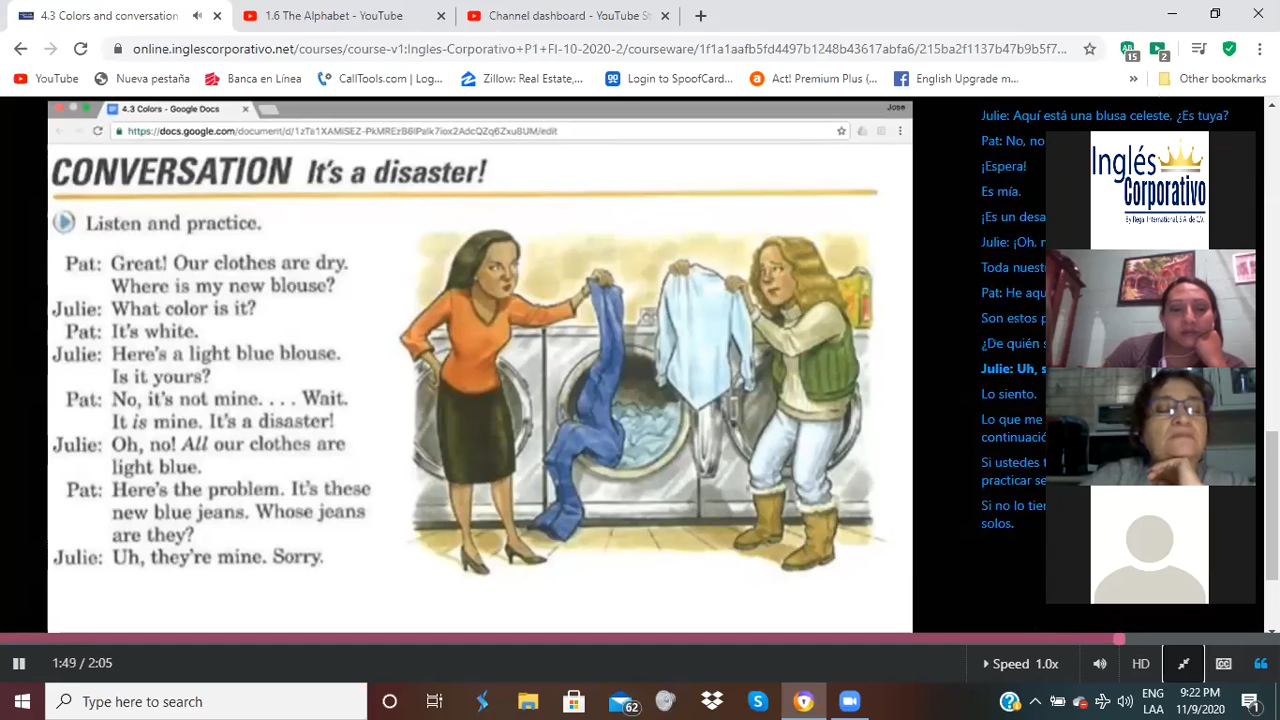 4.3 Colors and conversation
1.6 The Alphabet - YouTube
Channel dashboard - YouTube St
online.inglescorporativo.net/courses/course-v1:Ingles-Corporativo+P1+FI-10-2020-2/courseware/1f1a1aafb5fd4497b1248b43617abfa6/215ba2f1137b47b9b5f7...
15
2
YouTube
Nueva pestaña
Banca en Línea
CallTools.com | Log...
Zillow: Real Estate,...
Login to SpoofCard...
Act! Premium Plus (...
English Upgrade m...
»
Other bookmarks
4.3 Colors - Google Docs
Jose
CONVERSATION It's a disaster!
Listen and practice.
Pat: Great! Our clothes are dry.
Where is my new blouse?
Julie: What color is it?
Pat: It's white.
Julie: Here's a light blue blouse.
Is it yours?
Pat: No, it's not mine. . . . Wait.
It is mine. It's a disaster!
Julie: Oh, no! All our clothes are
light blue.
Pat: Here's the problem. It's these
new blue jeans. Whose jeans
are they?
Julie: Uh, they're mine. Sorry.
Julie: Aquí está una blusa celeste. ¿Es tuya?
Pat: No, no
¡Espera!
Es mía.
¡Es un desa
Julie: ¡Oh,
Toda nuest
Pat: He aqu
Son estos p
¿De quién s
Julie: Uh, s
Lo siento.
Lo que me
continuació
Si ustedes t
practicar se
Si no lo tien
solos.
Inglés
Corporativo
By Regal International, S.A. de C.V.
1:49 / 2:05
Speed 1.0x
HD
Type here to search
62
ENG
LAA
9:22 PM
11/9/2020
1